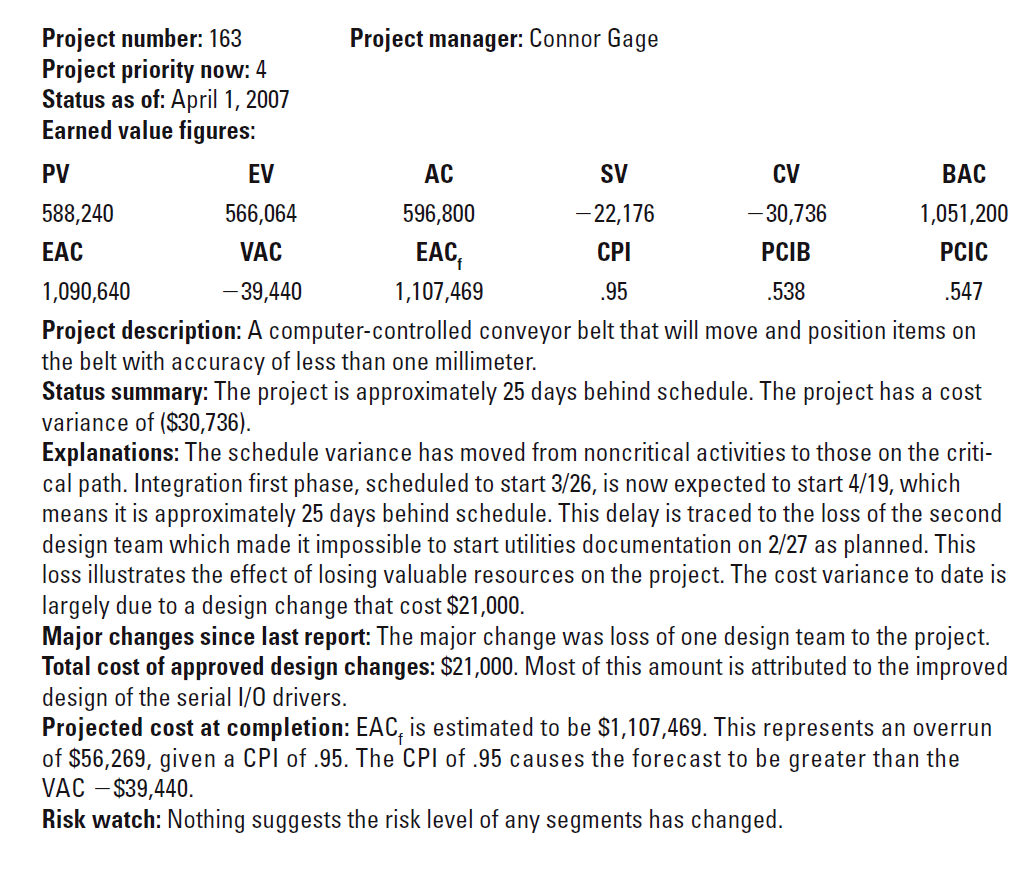 Project number: 163 Project manager: Connor Gage
Project priority now: 4
Status as of: April 1, 2007
Earned value figures:
PV EV AC SV CV BAC
588,240 566,064 596,800 –22,176 –30,736 1,051,200
EAC VAC EACf CPI PCIB PCIC
1,090,640 –39,440 1,107,469 .95 .538 .547
Project description: A computer-controlled conveyor belt that will move and position items on
the belt with accuracy of less than one millimeter.
Status summary: The project is approximately 25 days behind schedule. The project has a cost
variance of ($30,736).
Explanations: The schedule variance has moved from noncritical activities to those on the criti-
cal path. Integration first phase, scheduled to start 3/26, is now expected to start 4/19, which
means it is approximately 25 days behind schedule. This delay is traced to the loss of the second
design team which made it impossible to start utilities documentation on 2/27 as planned. This
loss illustrates the effect of losing valuable resources on the project. The cost variance to date is
largely due to a design change that cost $21,000.
Major changes since last report: The major change was loss of one design team to the project.
Total cost of approved design changes: $21,000. Most of this amount is attributed to the improved
design of the serial I/O drivers.
Projected cost at completion: EACf is estimated to be $1,107,469. This represents an overrun
of $56,269, given a CPI of .95. The CPI of .95 causes the forecast to be greater than the
VAC –$39,440.
Risk watch: Nothing suggests the risk level of any segments has changed.